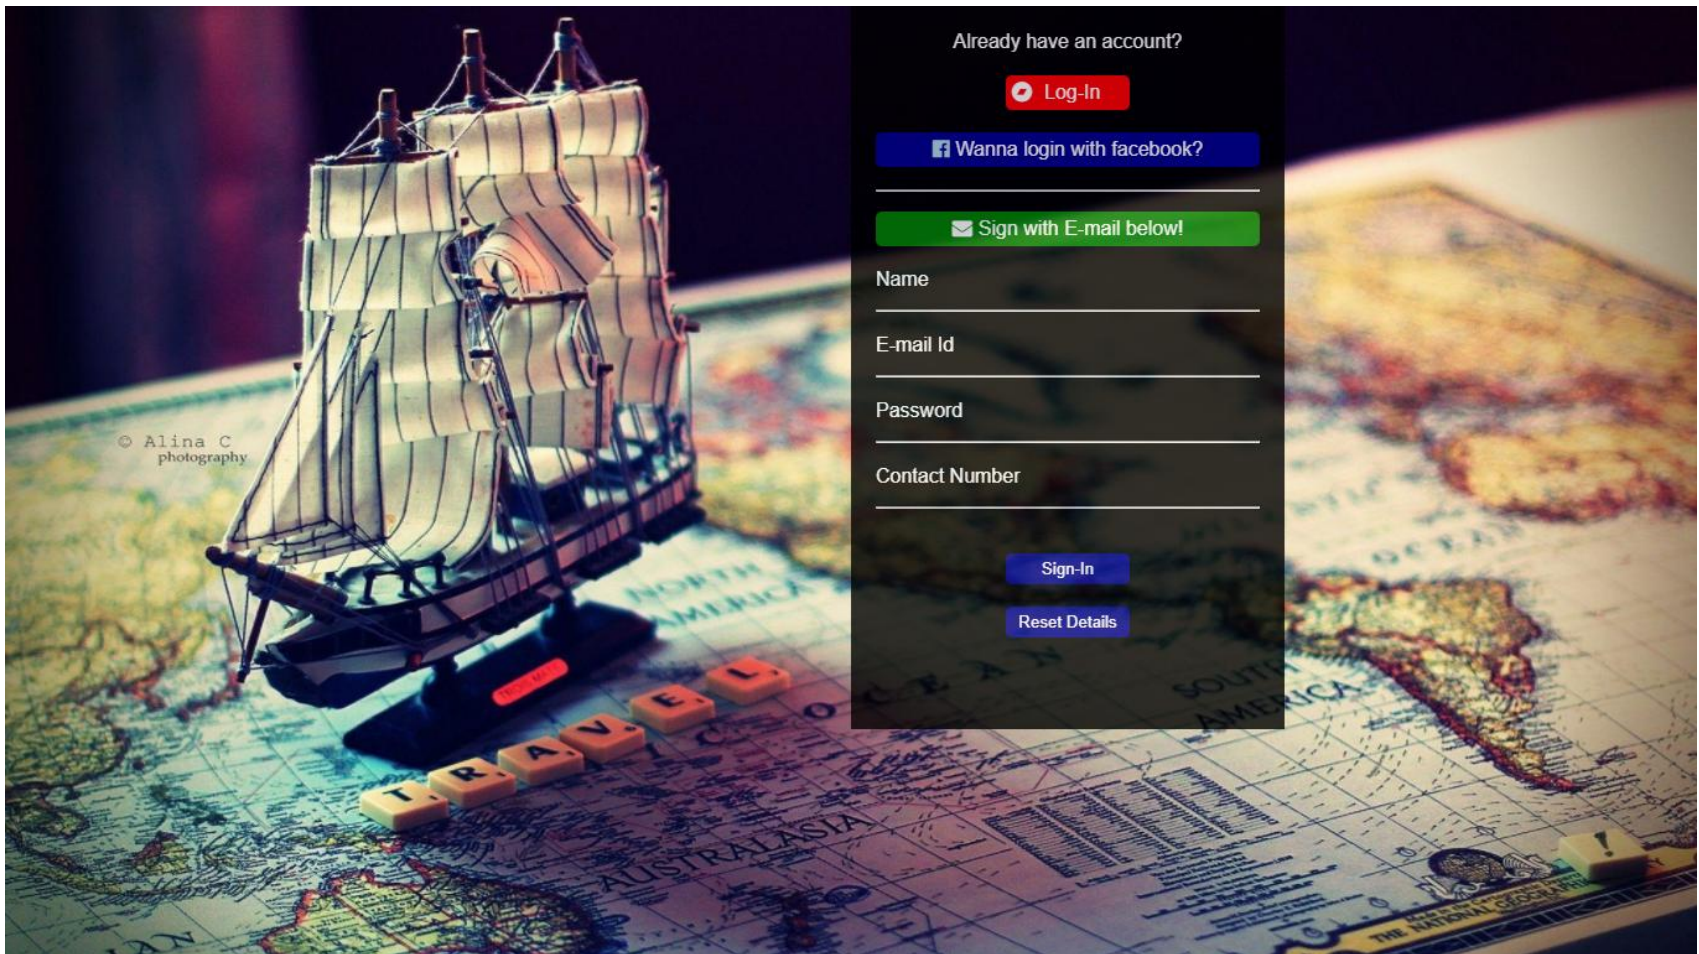 Already have an account?
Log-In
Wanna login with facebook?
Sign with E-mail below!
Name
E-mail Id
Password
Contact Number
Sign-In
Reset Details
© Alina C
photography
NORTH
AMERICA
OCEAN
SOUTH
AMERICA
TRAVEL
AUSTRALASIA
!
THE NATIONAL GEOGRAPHIC